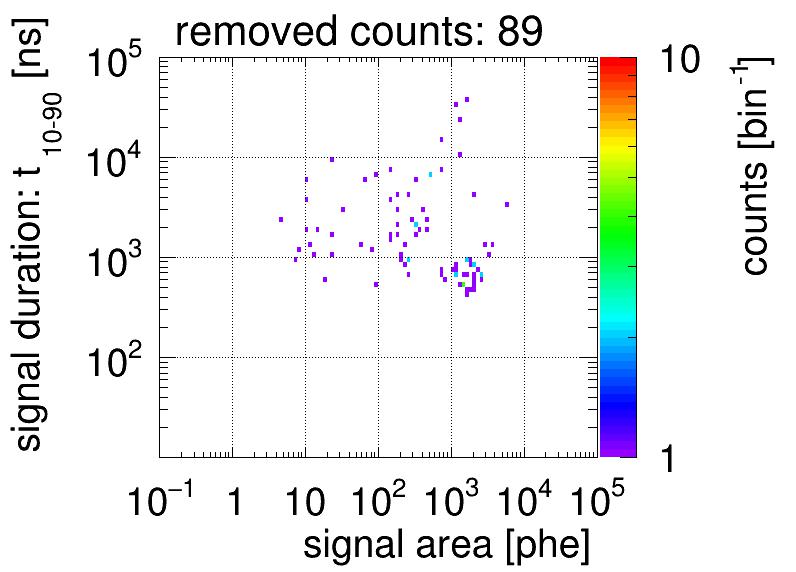 removed counts: 89
signal duration: t 10-90 [ns]
10^5
10^4
10^3
10^2
10^−1 1 10 10^2 10^3 10^4 10^5
signal area [phe]
10
1
counts [bin^-1]